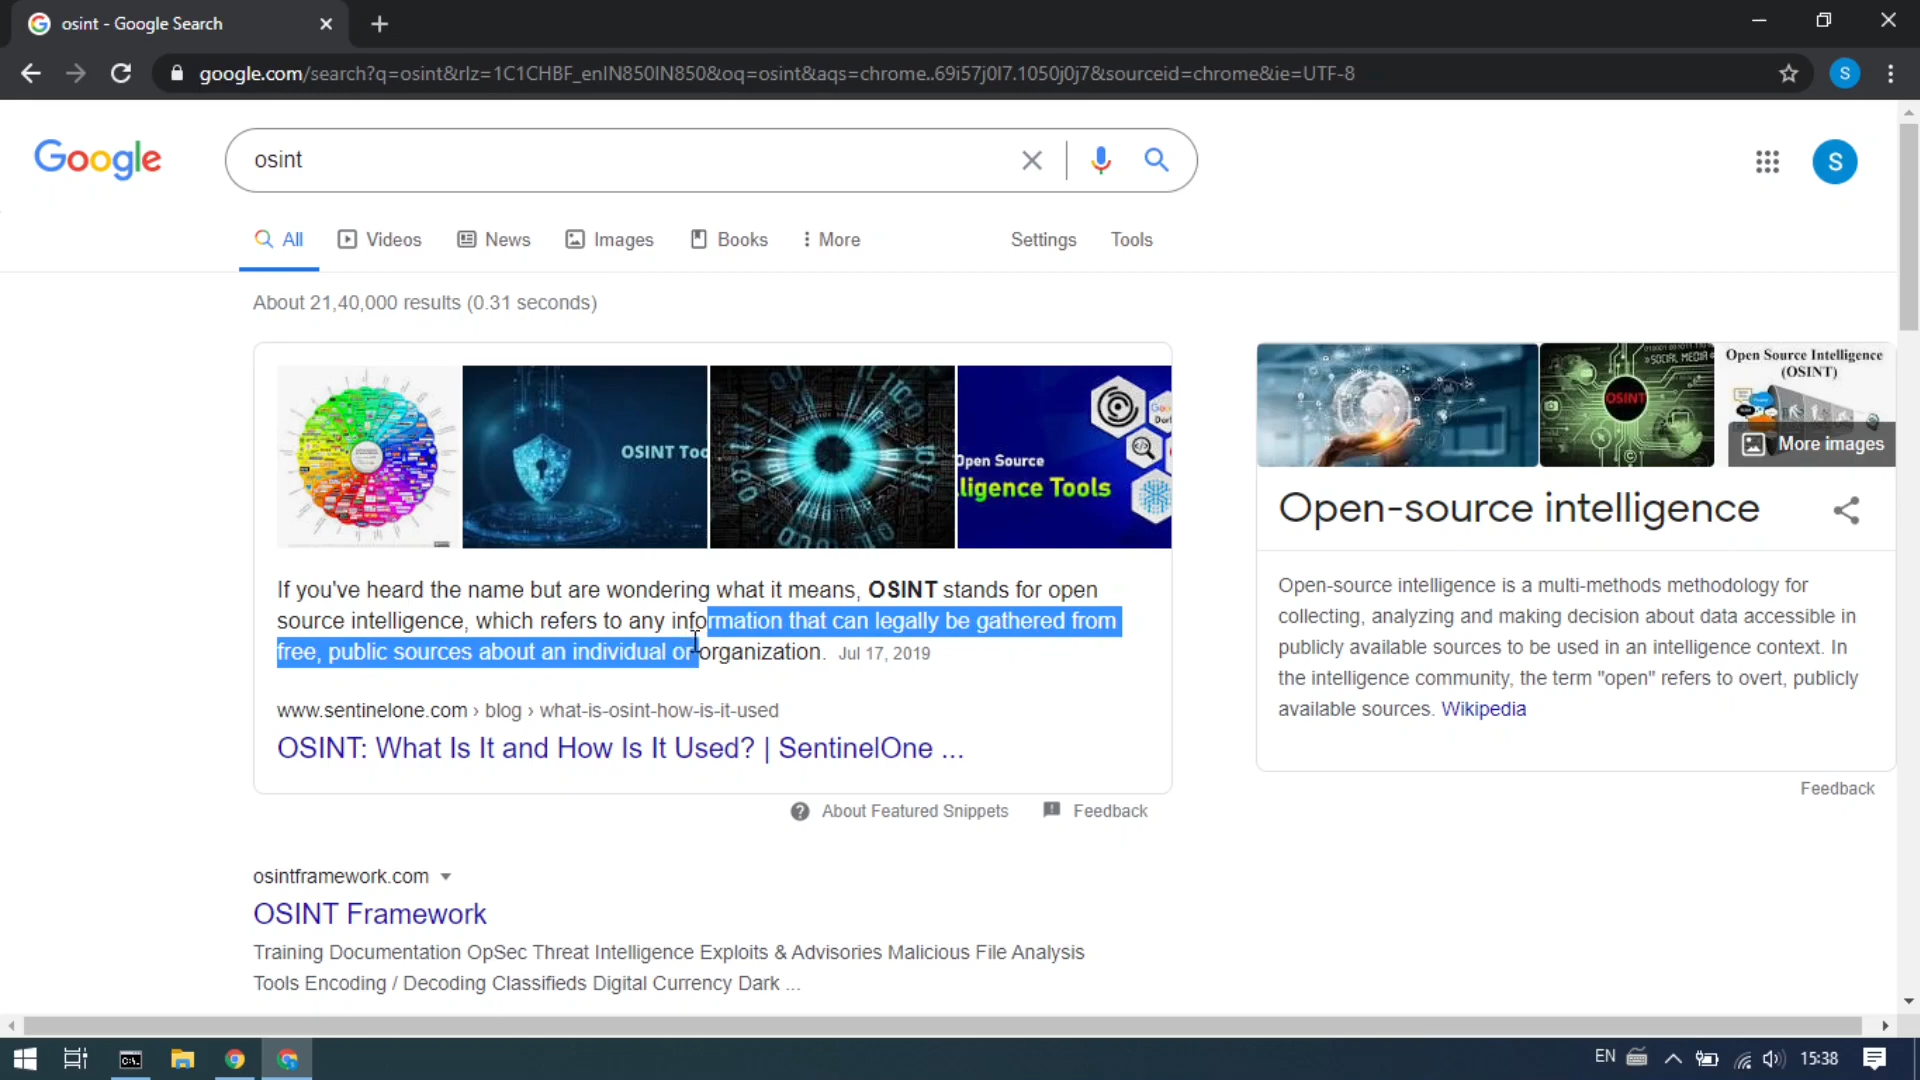 osint - Google Search
google.com/search?q=osint&rlz=1C1CHBF_enIN850IN850&oq=osint&aqs=chrome..69i57j0l7.1050j0j7&sourceid=chrome&ie=UTF-8
S
Google
osint
S
All Videos News Images Books More Settings Tools
About 21,40,000 results (0.31 seconds)
OSINT Too
Open Source
lligence Tools
If you've heard the name but are wondering what it means, OSINT stands for open
source intelligence, which refers to any information that can legally be gathered from
free, public sources about an individual or organization. Jul 17, 2019
www.sentinelone.com › blog › what-is-osint-how-is-it-used
OSINT: What Is It and How Is It Used? | SentinelOne ...
About Featured Snippets Feedback
osintframework.com
OSINT Framework
Training Documentation OpSec Threat Intelligence Exploits & Advisories Malicious File Analysis
Tools Encoding / Decoding Classifieds Digital Currency Dark ...
SOCIAL MEDIA
OSINT
Open Source Intelligence
(OSINT)
More images
Open-source intelligence
Open-source intelligence is a multi-methods methodology for
collecting, analyzing and making decision about data accessible in
publicly available sources to be used in an intelligence context. In
the intelligence community, the term "open" refers to overt, publicly
available sources. Wikipedia
Feedback
EN 15:38